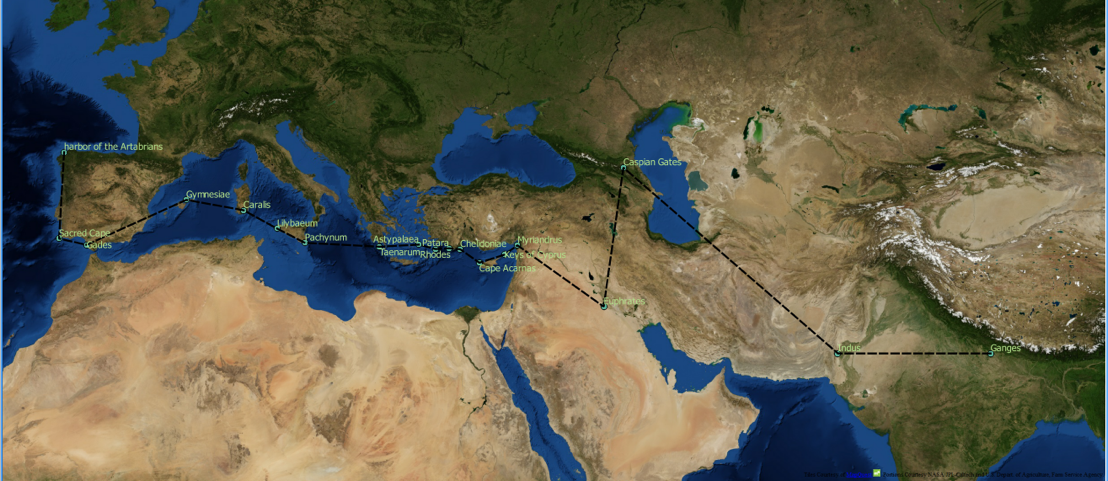 harbor of the Artabrians
Caspian Gates
Gymnesiae
Caralis
Lilybaeum
Sacred Cape
Gades
Pachynum
Astypalaea
Patara
Chelidoniae
Myriandrus
Taenarum
Rhodes
Keys of Cyprus
Cape Acamas
Euphrates
Indus
Ganges